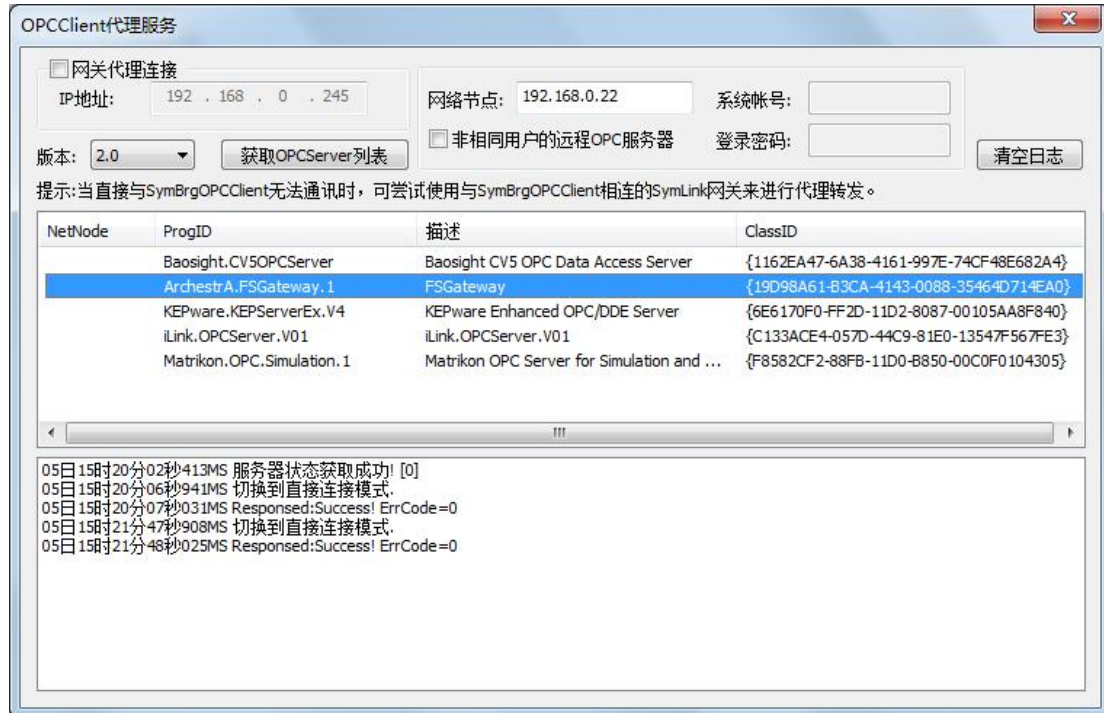 OPCClient代理服务
网关代理连接
IP地址: 192 . 168 . 0 . 245
网络节点: 192.168.0.22 系统帐号:
非相同用户的远程OPC服务器 登录密码:
版本: 2.0 获取OPCServer列表 清空日志
提示:当直接与SymBrgOPCClient无法通讯时，可尝试使用与SymBrgOPCClient相连的SymLink网关来进行代理转发。
NetNode ProgID 描述 ClassID
Baosight.CV5OPCServer Baosight CV5 OPC Data Access Server {1162EA47-6A38-4161-997E-74CF48E682A4}
ArchestrA.FSGateway.1 FSGateway {19D98A61-B3CA-4143-0088-35464D714EA0}
KEPware.KEPServerEx.V4 KEPware Enhanced OPC/DDE Server {6E6170F0-FF2D-11D2-8087-00105AA8F840}
iLink.OPCServer.V01 iLink.OPCServer.V01 {C133ACE4-057D-44C9-81E0-13547F567FE3}
Matrikon.OPC.Simulation.1 Matrikon OPC Server for Simulation and ... {F8582CF2-88FB-11D0-B850-00C0F0104305}
05日15时20分02秒413MS 服务器状态获取成功! [0]
05日15时20分06秒941MS 切换到直接连接模式.
05日15时20分07秒031MS Responsed:Success! ErrCode=0
05日15时21分47秒908MS 切换到直接连接模式.
05日15时21分48秒025MS Responsed:Success! ErrCode=0